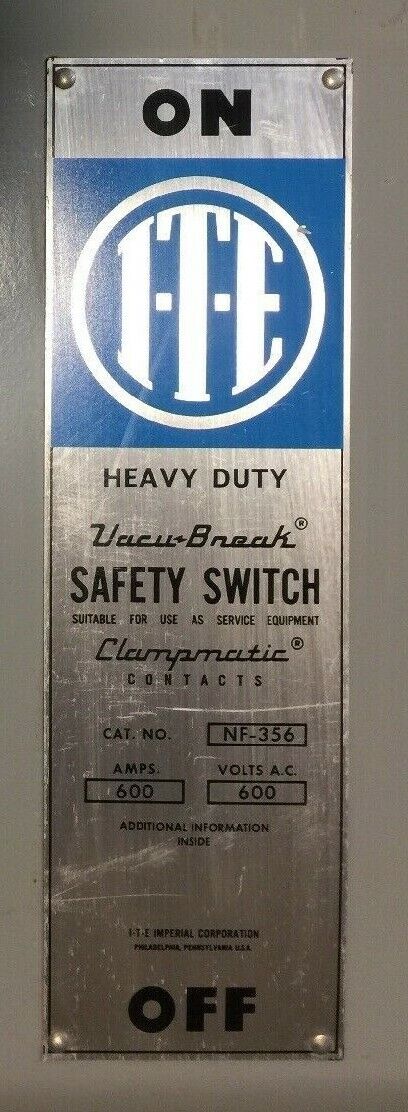 ON
I-T-E
HEAVY DUTY
Vacu-Break®
SAFETY SWITCH
SUITABLE FOR USE AS SERVICE EQUIPMENT
Clampmatic®
CONTACTS
CAT. NO. NF-356
AMPS. VOLTS A.C.
600 600
ADDITIONAL INFORMATION
INSIDE
I-T-E IMPERIAL CORPORATION
PHILADELPHIA, PENNSYLVANIA U.S.A.
OFF